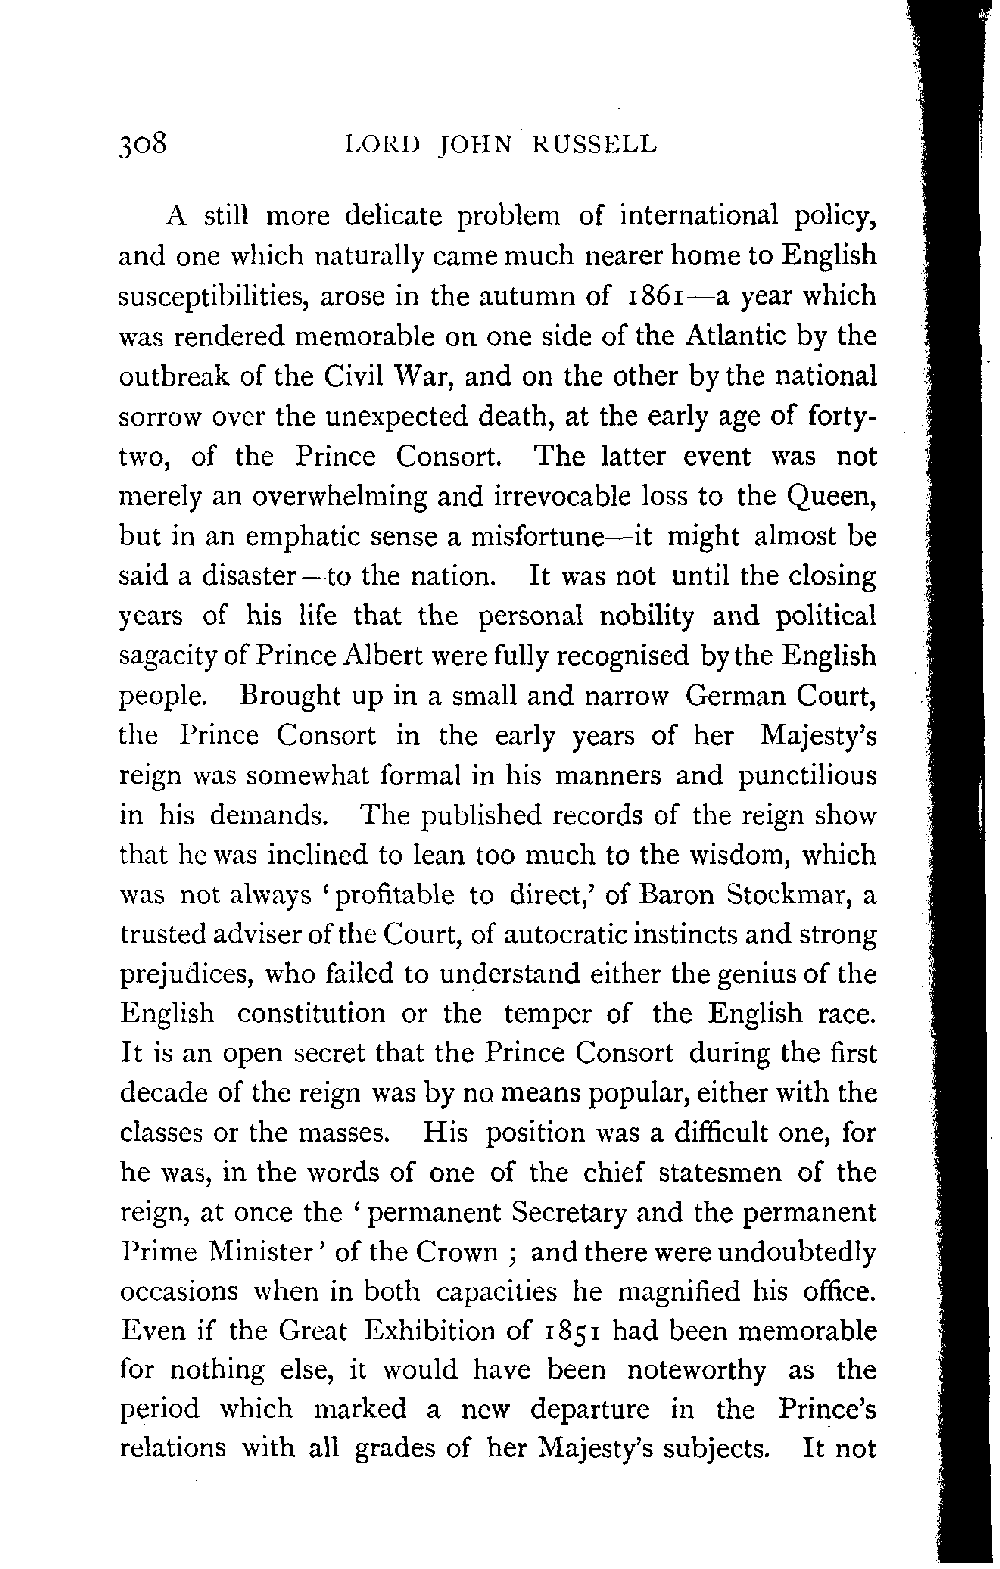 308 LORD JOHN RUSSELL
A still more delicate problem of international policy,
and one which naturally came much nearer home to English
susceptibilities, arose in the autumn of 1861—a year which
was rendered memorable on one side of the Atlantic by the
outbreak of the Civil War, and on the other by the national
sorrow over the unexpected death, at the early age of forty-
two, of the Prince Consort. The latter event was not
merely an overwhelming and irrevocable loss to the Queen,
but in an emphatic sense a misfortune—it might almost be
said a disaster—to the nation. It was not until the closing
years of his life that the personal nobility and political
sagacity of Prince Albert were fully recognised by the English
people. Brought up in a small and narrow German Court,
the Prince Consort in the early years of her Majesty's
reign was somewhat formal in his manners and punctilious
in his demands. The published records of the reign show
that he was inclined to lean too much to the wisdom, which
was not always ‘profitable to direct,’ of Baron Stockmar, a
trusted adviser of the Court, of autocratic instincts and strong
prejudices, who failed to understand either the genius of the
English constitution or the temper of the English race.
It is an open secret that the Prince Consort during the first
decade of the reign was by no means popular, either with the
classes or the masses. His position was a difficult one, for
he was, in the words of one of the chief statesmen of the
reign, at once the ‘permanent Secretary and the permanent
Prime Minister’ of the Crown ; and there were undoubtedly
occasions when in both capacities he magnified his office.
Even if the Great Exhibition of 1851 had been memorable
for nothing else, it would have been noteworthy as the
period which marked a new departure in the Prince's
relations with all grades of her Majesty's subjects. It not